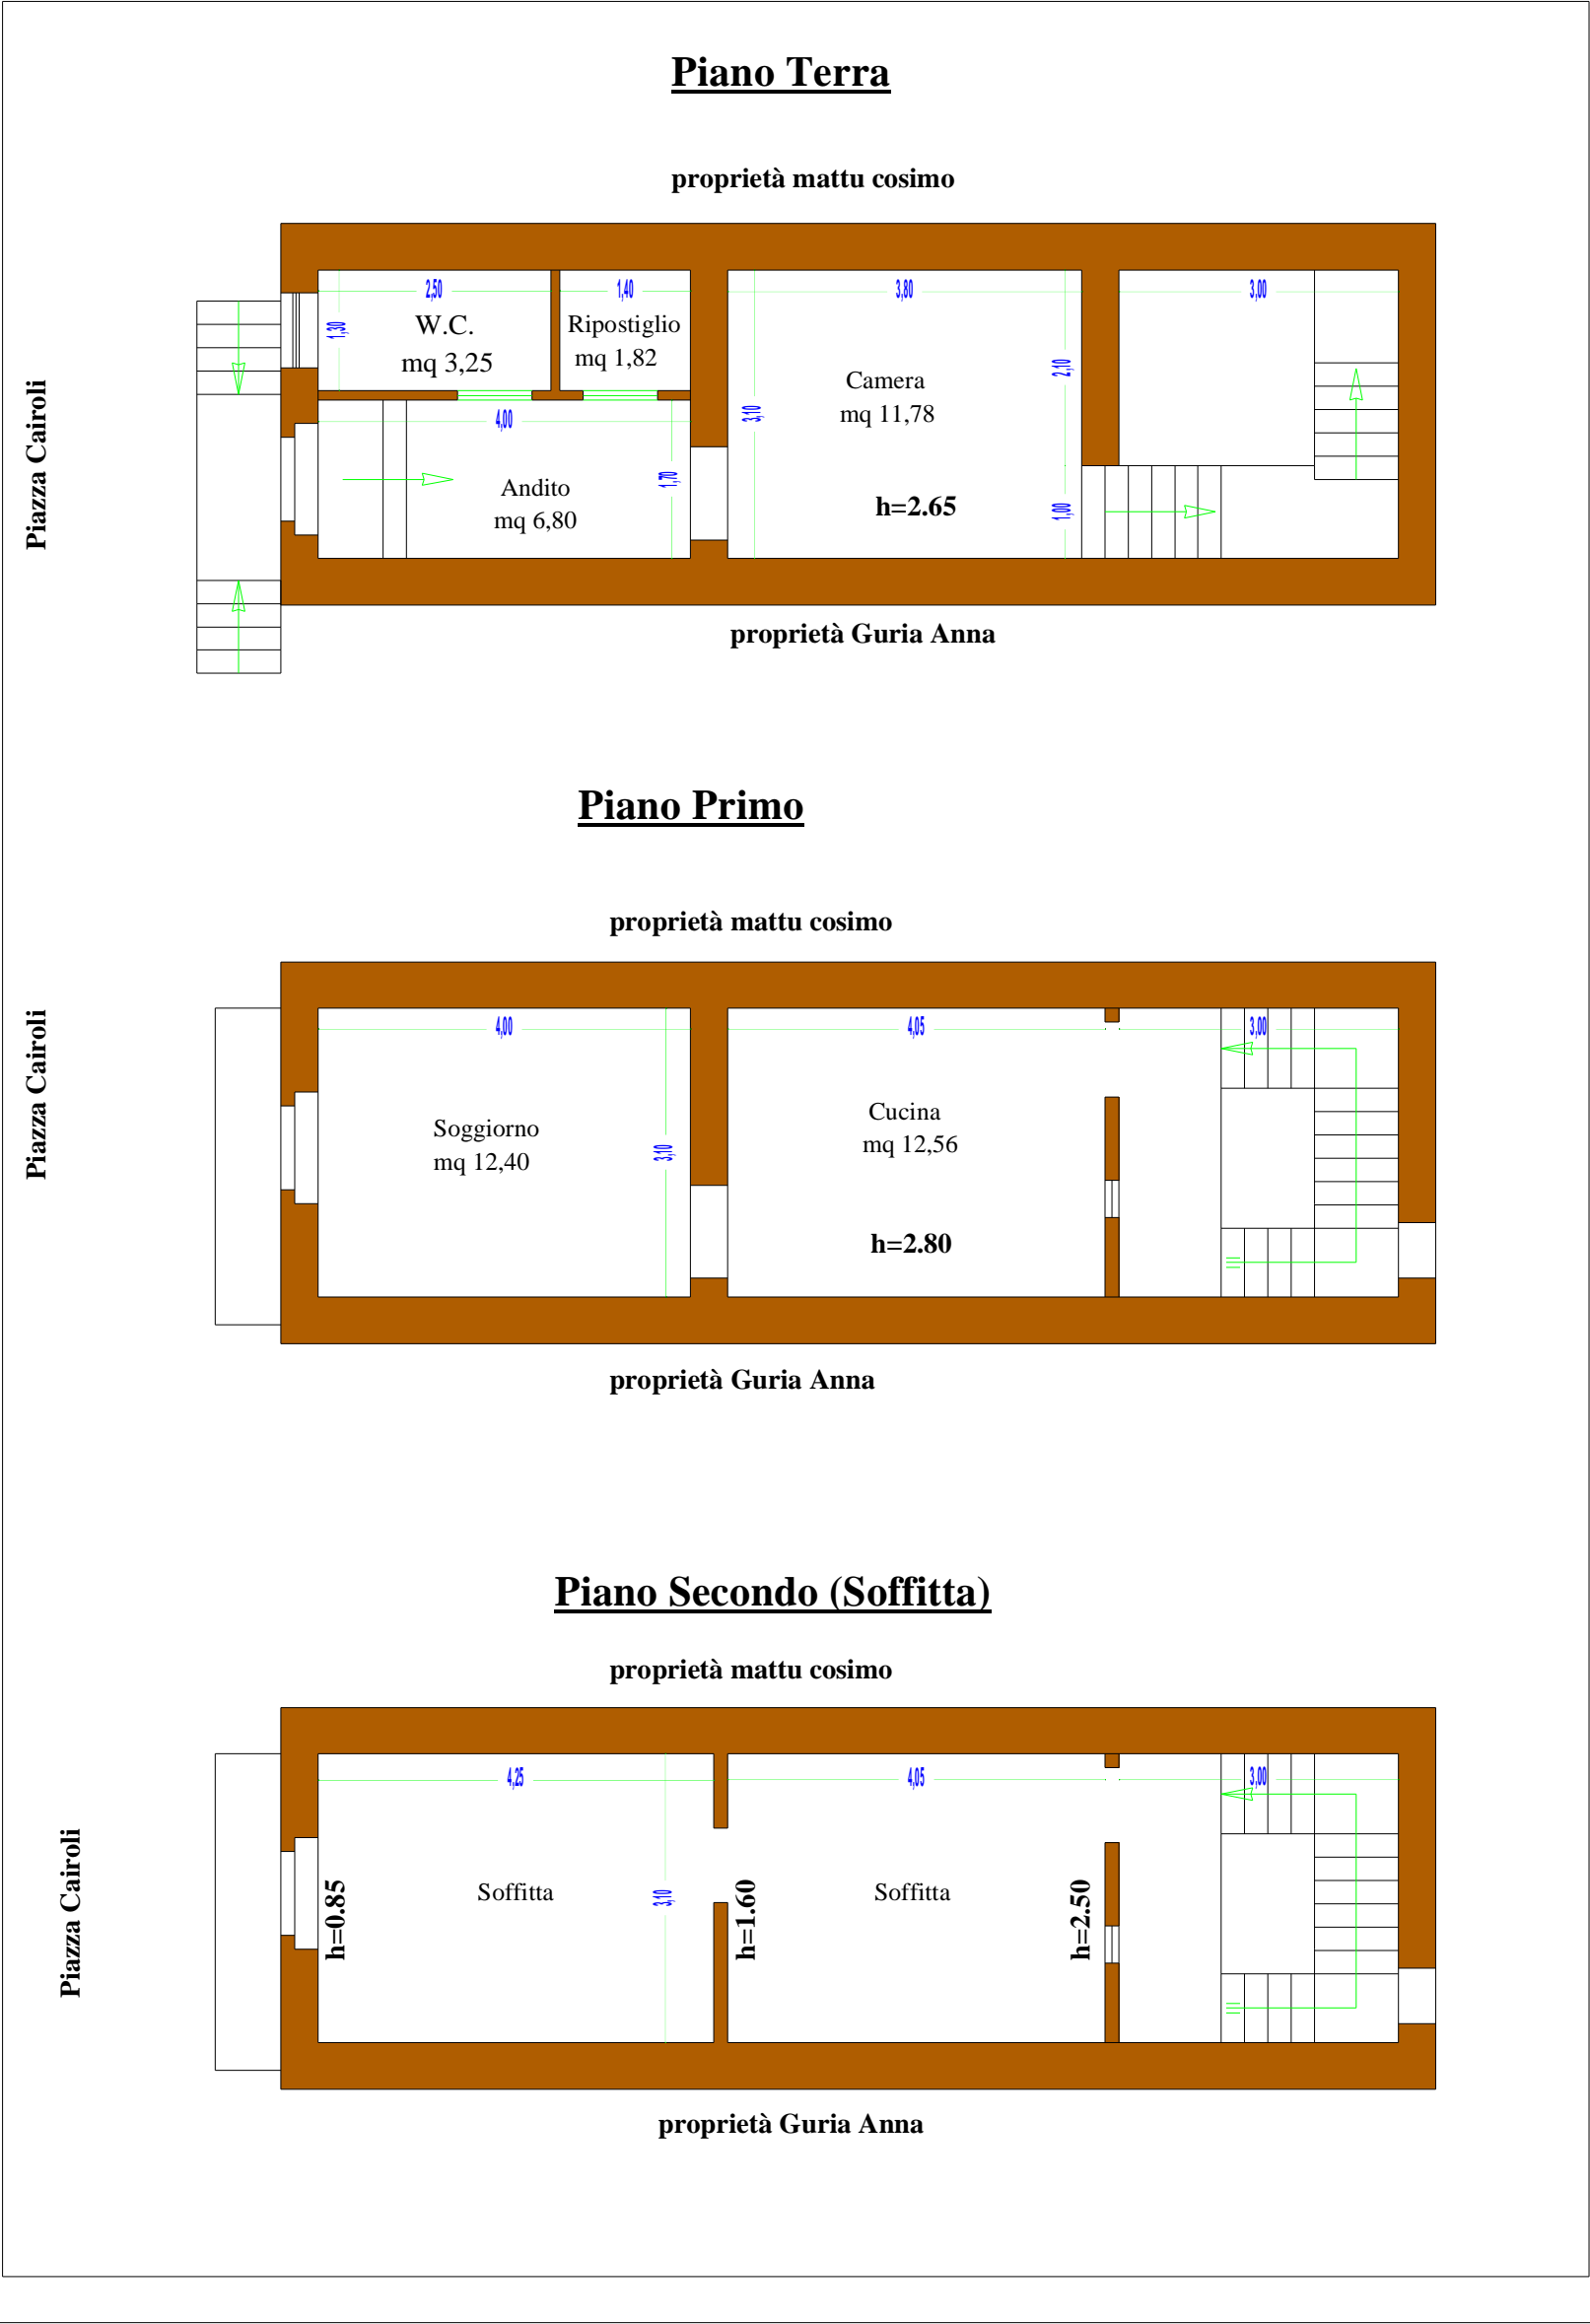 Piano Terra
proprietà mattu cosimo
Piazza Cairoli
2,50
1,40
3,80
3,00
1,30
W.C.
mq 3,25
Ripostiglio
mq 1,82
Camera
mq 11,78
2,10
3,10
4,00
1,70
Andito
mq 6,80
h=2.65
1,00
proprietà Guria Anna
Piano Primo
proprietà mattu cosimo
Piazza Cairoli
4,00
4,05
3,00
Soggiorno
mq 12,40
3,10
Cucina
mq 12,56
h=2.80
proprietà Guria Anna
Piano Secondo (Soffitta)
proprietà mattu cosimo
Piazza Cairoli
4,25
4,05
3,00
h=0.85
Soffitta
3,10
h=1.60
Soffitta
h=2.50
proprietà Guria Anna